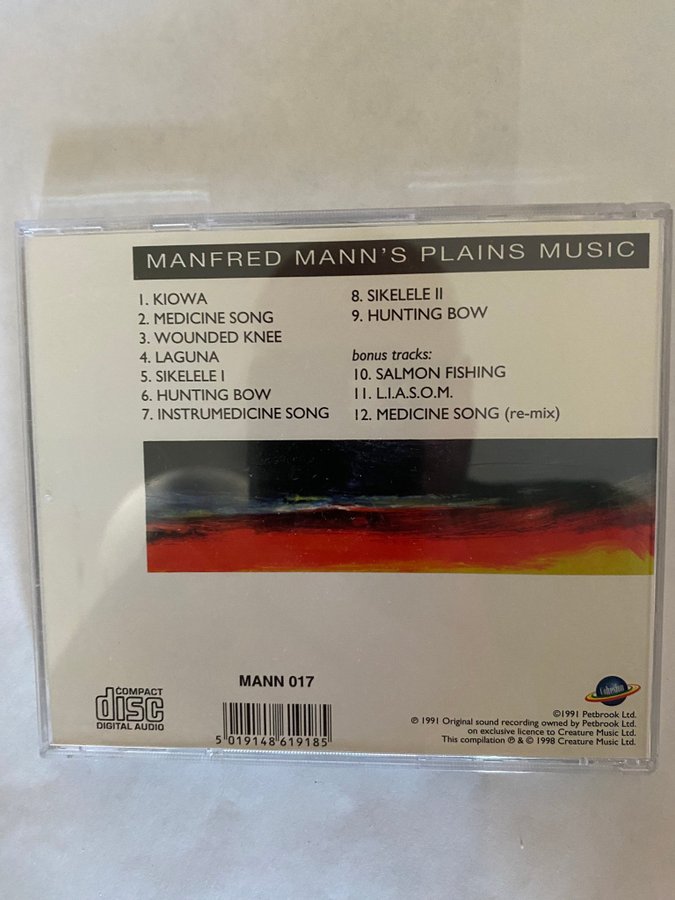 MANFRED MANN'S PLAINS MUSIC
1. KIOWA
2. MEDICINE SONG
3. WOUNDED KNEE
4. LAGUNA
5. SIKELELE I
6. HUNTING BOW
7. INSTRUMEDICINE SONG
8. SIKELELE II
9. HUNTING BOW
bonus tracks:
10. SALMON FISHING
11. L.I.A.S.O.M.
12. MEDICINE SONG (re-mix)
MANN 017
COMPACT
disc
DIGITAL AUDIO
5 019148 619185
Cohesion
©1991 Petbrook Ltd.
℗ 1991 Original sound recording owned by Petbrook Ltd.
on exclusive licence to Creature Music Ltd.
This compilation ℗ & © 1998 Creature Music Ltd.